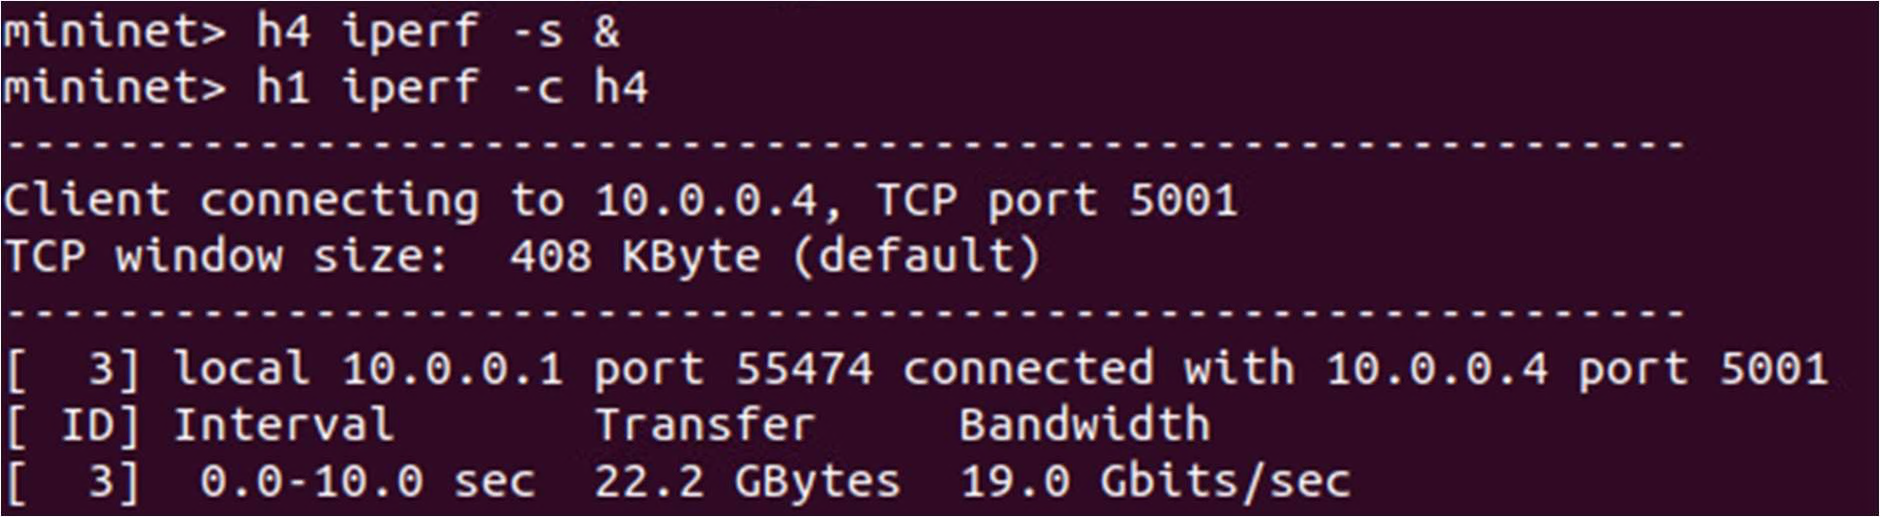 mininet> h4 iperf -s &
mininet> h1 iperf -c h4
------------------------------------------------------------
Client connecting to 10.0.0.4, TCP port 5001
TCP window size:  408 KByte (default)
------------------------------------------------------------
[  3] local 10.0.0.1 port 55474 connected with 10.0.0.4 port 5001
[ ID] Interval       Transfer     Bandwidth
[  3]  0.0-10.0 sec  22.2 GBytes  19.0 Gbits/sec